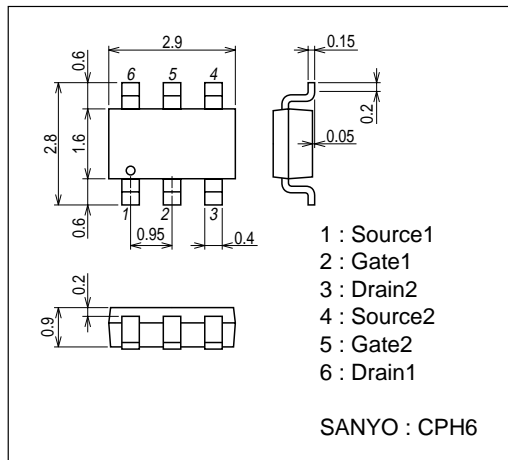 2.9
0.15
0.6
6
5
4
0.2
2.8
1.6
0.05
0.6
1
2
3
0.95
0.4
0.2
0.9
1 : Source1
2 : Gate1
3 : Drain2
4 : Source2
5 : Gate2
6 : Drain1
SANYO : CPH6